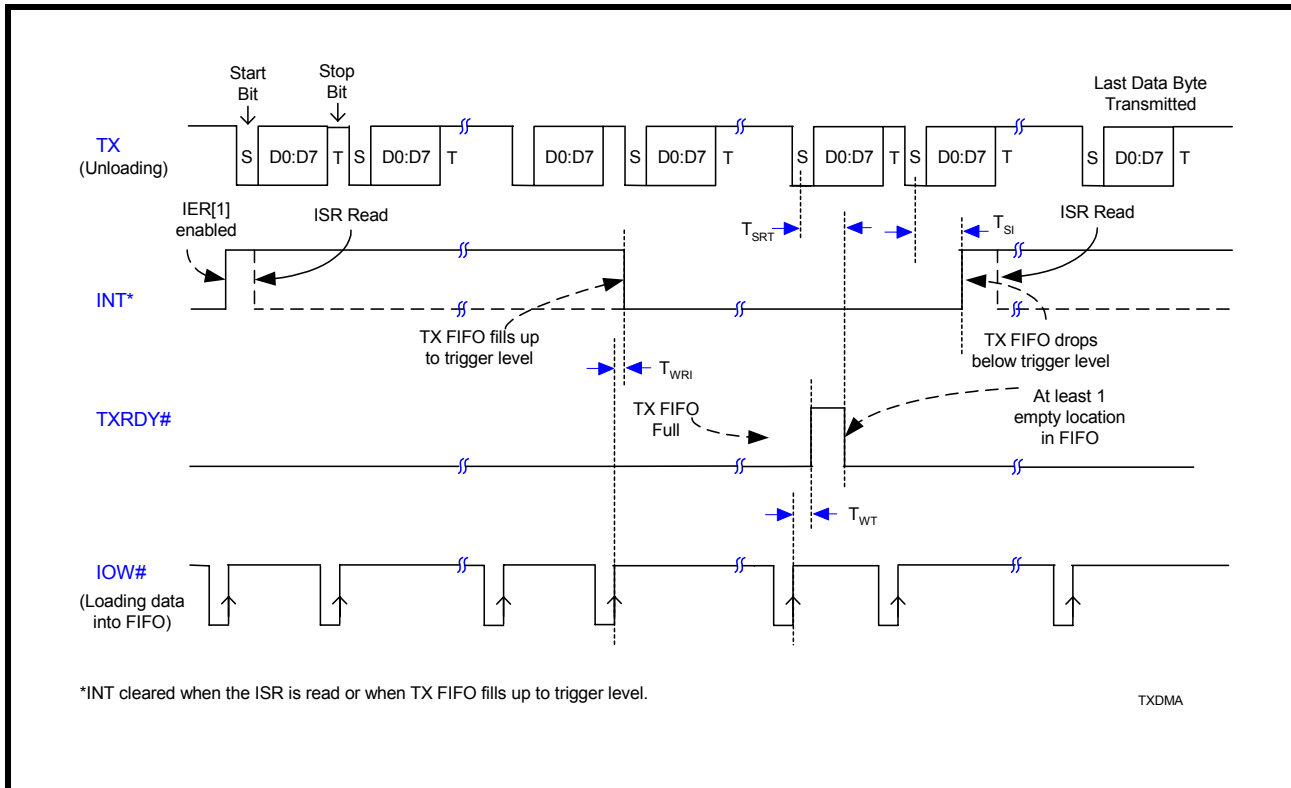 Start
Bit
Stop
Bit
Last Data Byte
Transmitted
TX
(Unloading)
S D0:D7 T S D0:D7 T D0:D7 S D0:D7 T S D0:D7 T S D0:D7 T S D0:D7 T
IER[1]
enabled
ISR Read
TSRT
TSI
ISR Read
INT*
TX FIFO fills up
to trigger level
TX FIFO drops
below trigger level
TWRI
TXRDY#
TX FIFO
Full
At least 1
empty location
in FIFO
TWT
IOW#
(Loading data
into FIFO)
*INT cleared when the ISR is read or when TX FIFO fills up to trigger level.
TXDMA